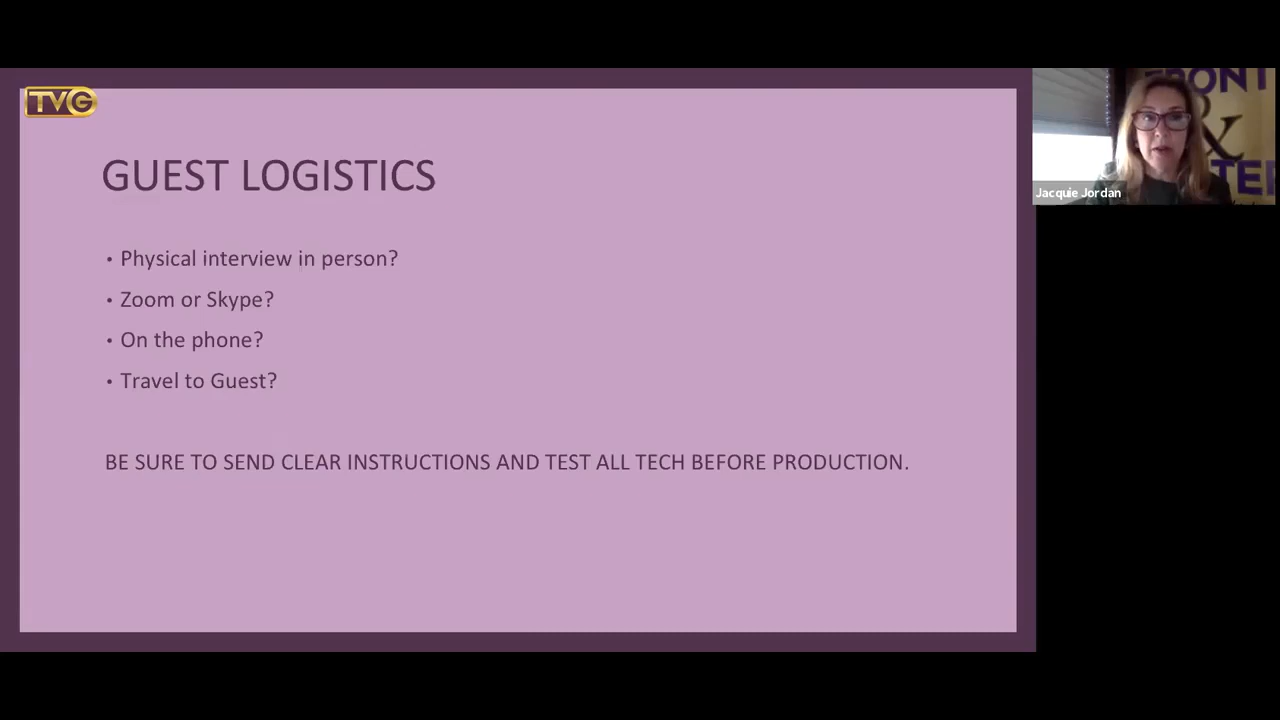 TVG
GUEST LOGISTICS
• Physical interview in person?
• Zoom or Skype?
• On the phone?
• Travel to Guest?
BE SURE TO SEND CLEAR INSTRUCTIONS AND TEST ALL TECH BEFORE PRODUCTION.
FRONT
&
Jacquie Jordan